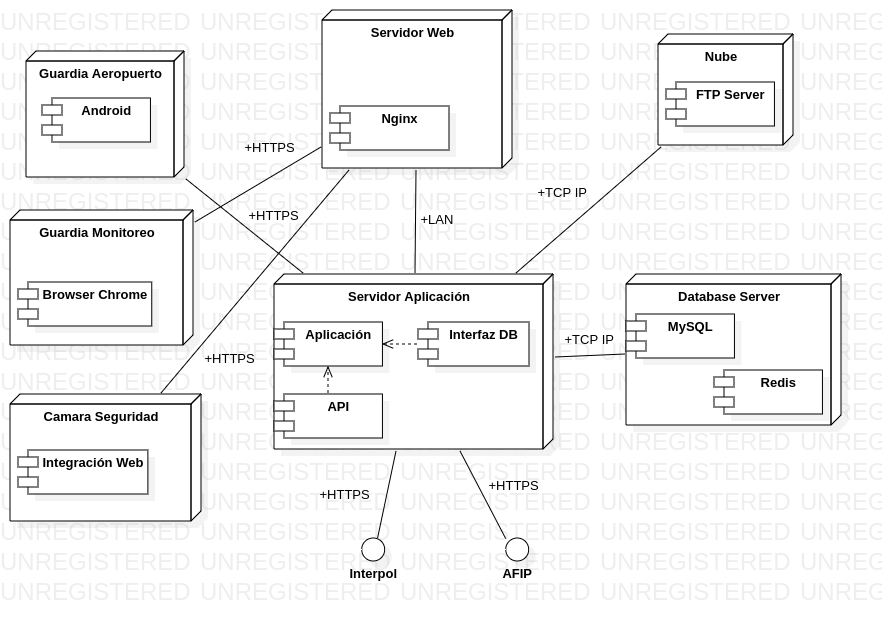 Servidor Web
Nginx
Guardia Aeropuerto
Android
Nube
FTP Server
+HTTPS
+TCP IP
+HTTPS
+LAN
Guardia Monitoreo
Browser Chrome
Servidor Aplicación
Aplicación
Interfaz DB
API
Database Server
MySQL
Redis
+TCP IP
+HTTPS
Camara Seguridad
Integración Web
+HTTPS
+HTTPS
Interpol
AFIP
UNREGISTERED